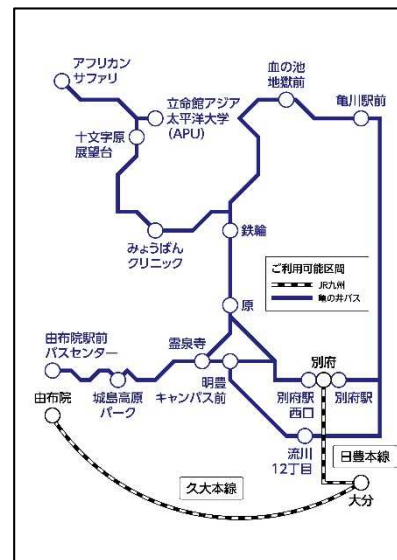 アフリカン
サファリ
立命館アジア
太平洋大学
(APU)
十文字原
展望台
みょうばん
クリニック
血の池
地獄前
亀川駅前
鉄輪
ご利用可能区間
JR九州
亀の井バス
原
霊泉寺
由布院駅前
バスセンター
城島高原
パーク
明豊
キャンパス前
別府
別府駅
西口
別府駅
由布院
流川
12丁目
日豊本線
久大本線
大分